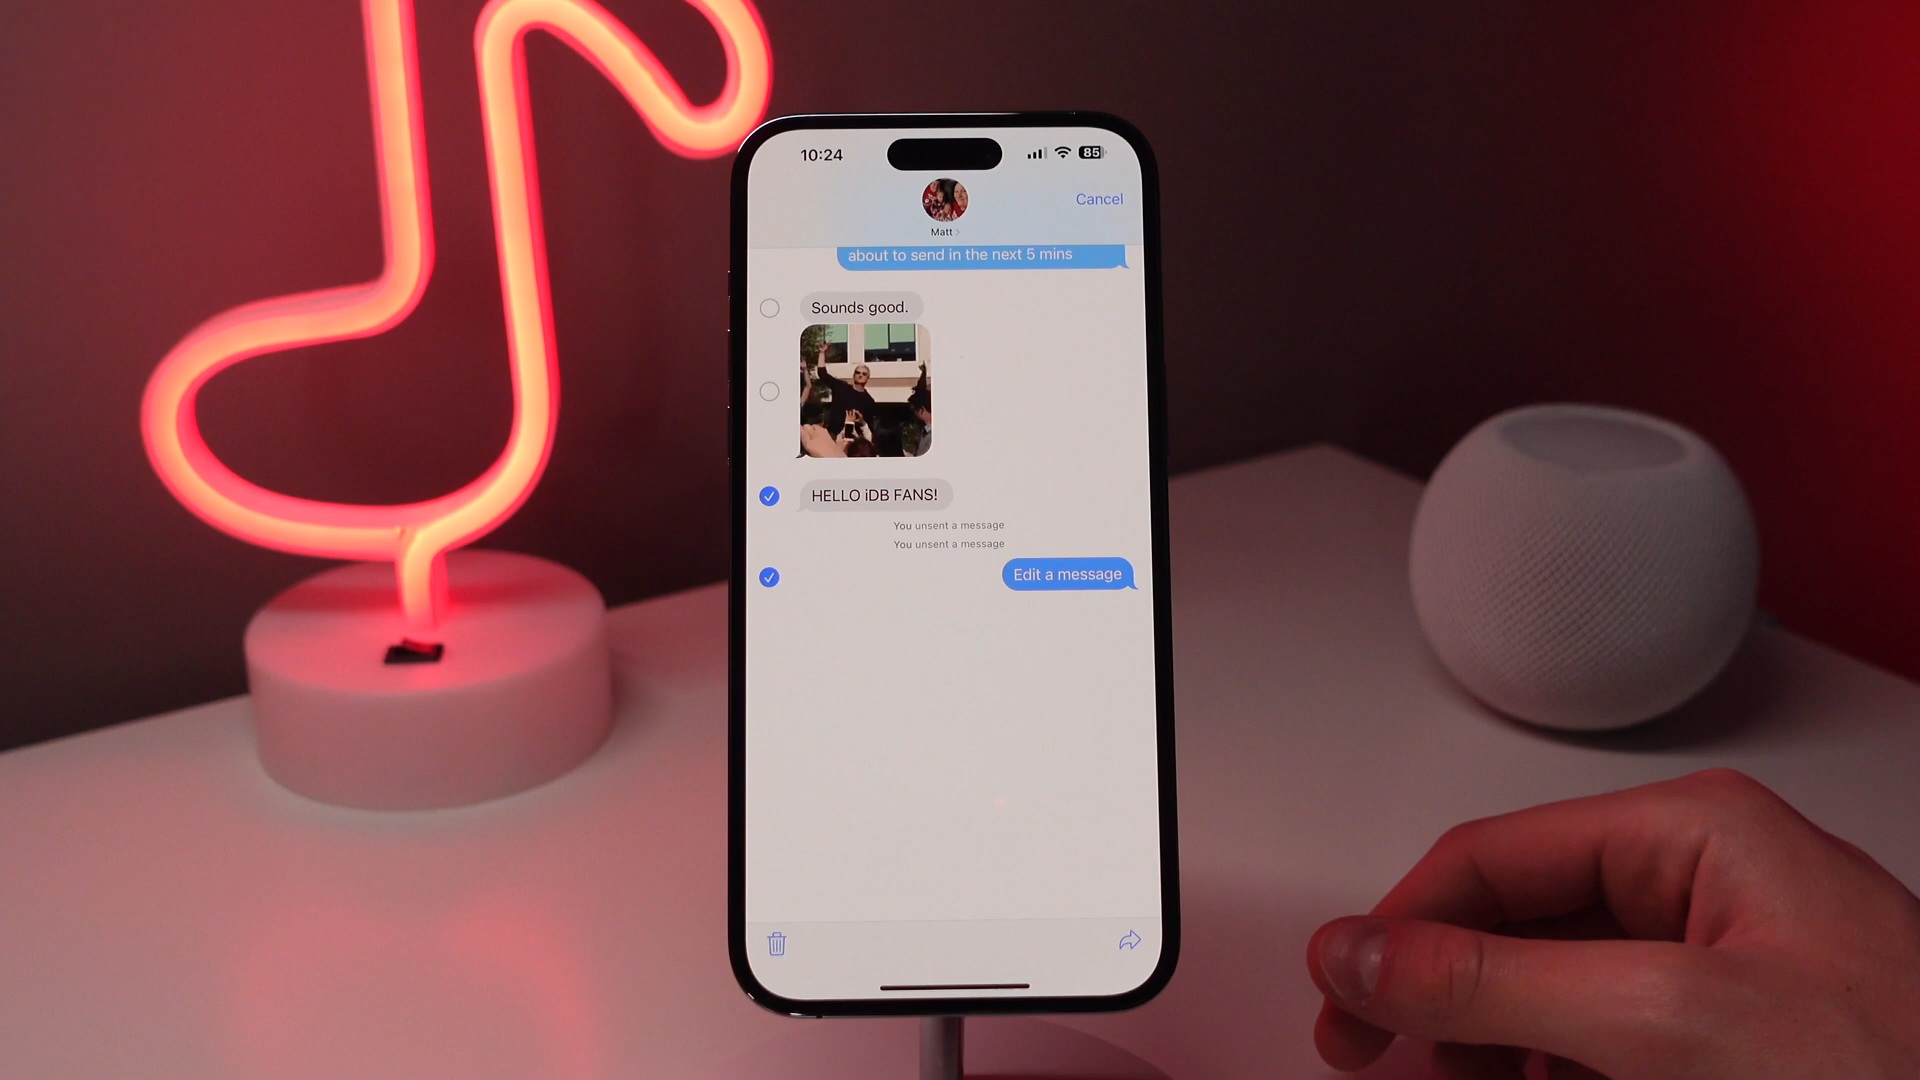 10:24
85
Cancel
Matt
about to send in the next 5 mins
Sounds good.
HELLO iDB FANS!
You unsent a message
You unsent a message
Edit a message